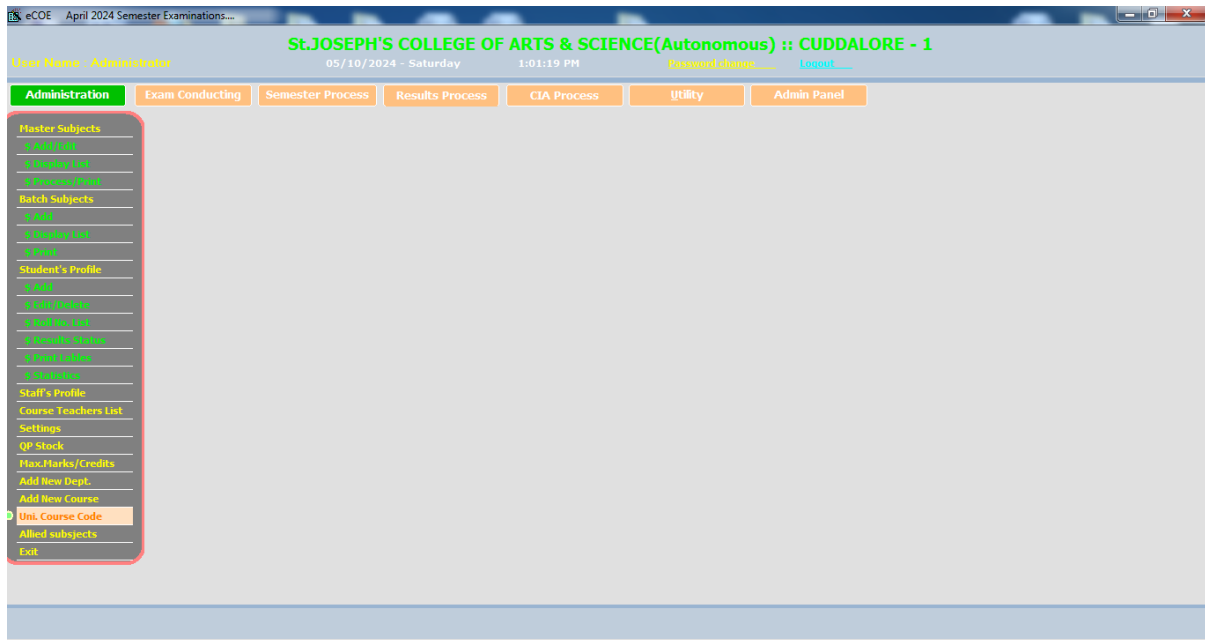 eCOE April 2024 Semester Examinations....
St.JOSEPH'S COLLEGE OF ARTS & SCIENCE(Autonomous) :: CUDDALORE - 1
User Name : Administrator 05/10/2024 - Saturday 1:01:19 PM Password change Logout
Administration Exam Conducting Semester Process Results Process CIA Process Utility Admin Panel
Master Subjects
$ Add/Edit
$ Display List
$ Process/Print
Batch Subjects
$ Add
$ Display List
$ Print
Student's Profile
$ Add
$ Edit/Delete
$ Roll No. List
$ Results Status
$ Print Lables
$ Statistics
Staff's Profile
Course Teachers List
Settings
QP Stock
Max.Marks/Credits
Add New Dept.
Add New Course
Uni. Course Code
Allied subsjects
Exit